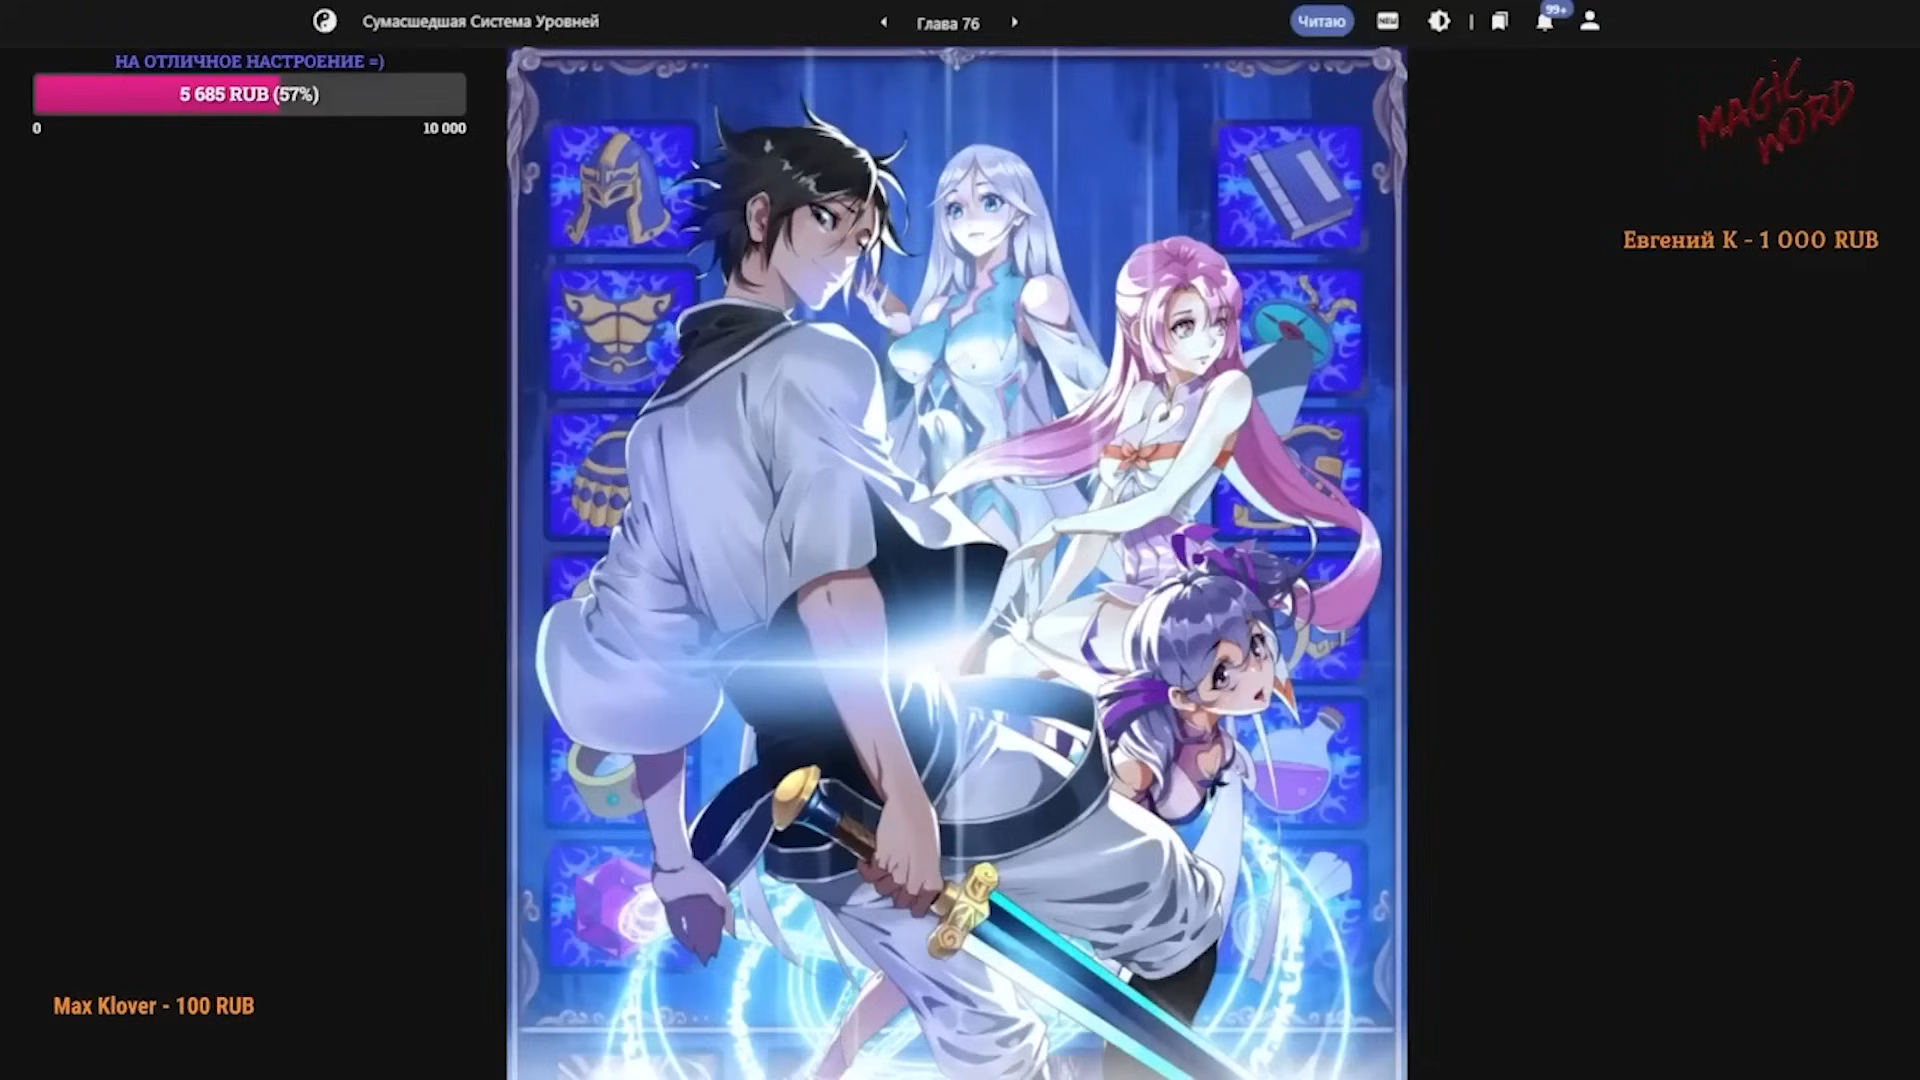 Сумасшедшая Система Уровней
Глава 76
Читаю
NEW
99+
НА ОТЛИЧНОЕ НАСТРОЕНИЕ =)
5 685 RUB (57%)
0
10 000
MAGIC
WORD
Евгений К - 1 000 RUB
Max Klover - 100 RUB